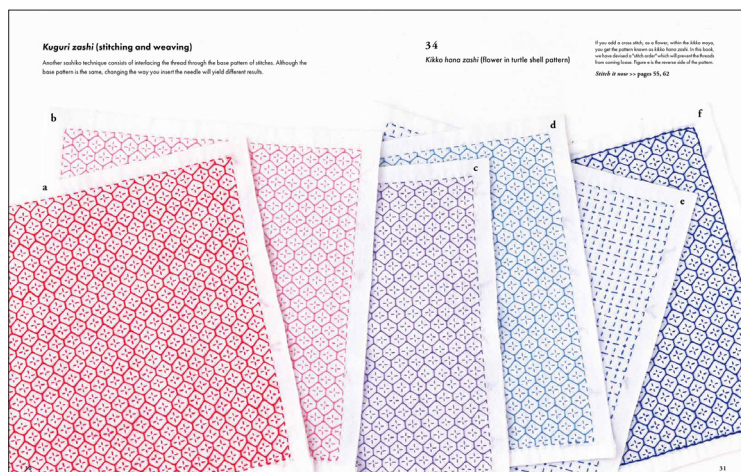 Kuguri zashi (stitching and weaving)
Another sashiko technique consists of interlacing the thread through the base pattern of stitches. Although the
base pattern is the same, changing the way you insert the needle will yield different results.
34
Kikko hana zashi (flower in turtle shell pattern)
If you add a cross stitch, as a flower, within the kikko moyo,
you get the pattern known as kikko hana zashi. In this book,
we have devised a "stitch order" which will prevent the threads
from coming loose. Figure e is the reverse side of the pattern.
Stitch it now >> pages 55, 62
b
d
f
a
c
e
31